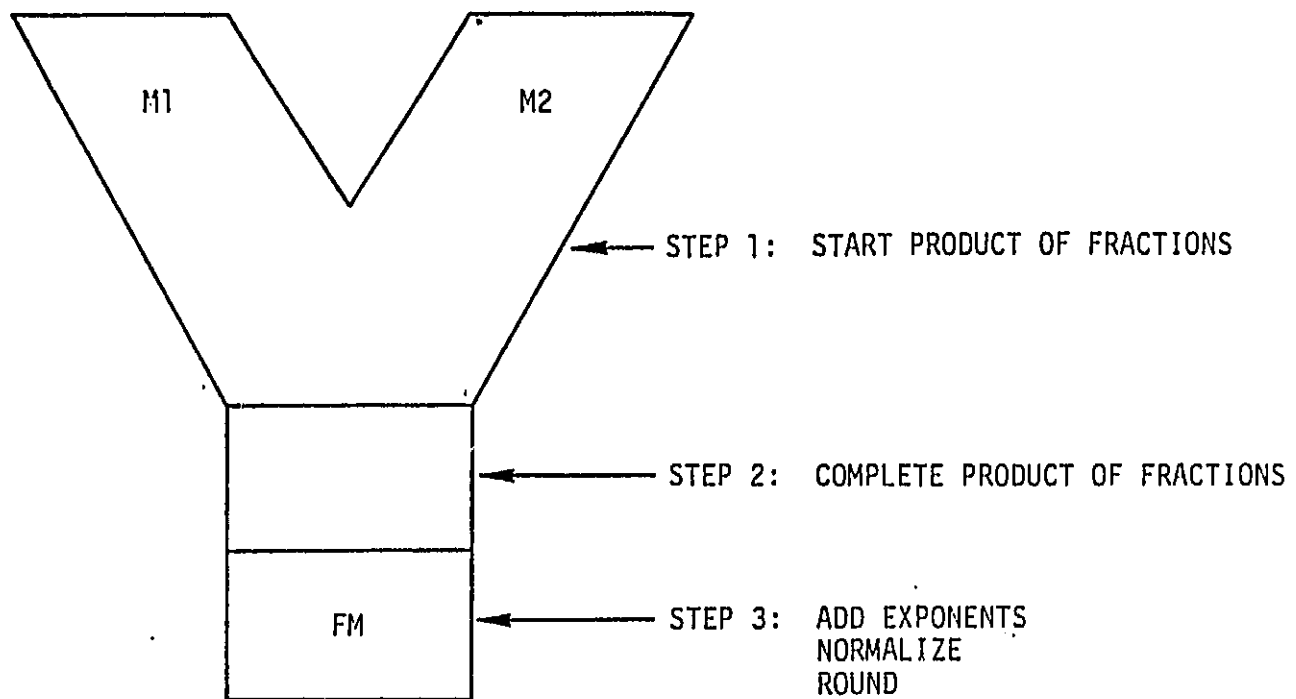 M1
M2
STEP 1: START PRODUCT OF FRACTIONS
STEP 2: COMPLETE PRODUCT OF FRACTIONS
FM
STEP 3: ADD EXPONENTS
NORMALIZE
ROUND